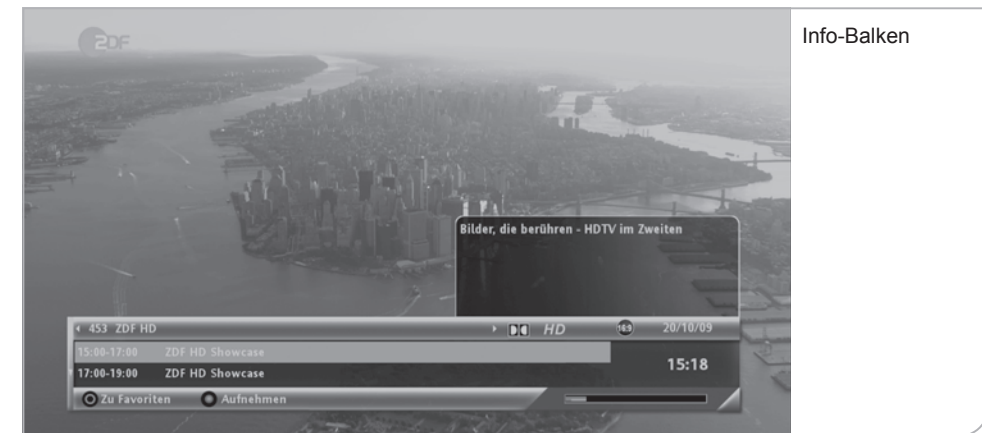 ZDF
Info-Balken
Bilder, die berühren - HDTV im Zweiten
453 ZDF HD
HD 16:9 20/10/09
15:00-17:00 ZDF HD Showcase
15:18
17:00-19:00 ZDF HD Showcase
Zu Favoriten Aufnehmen